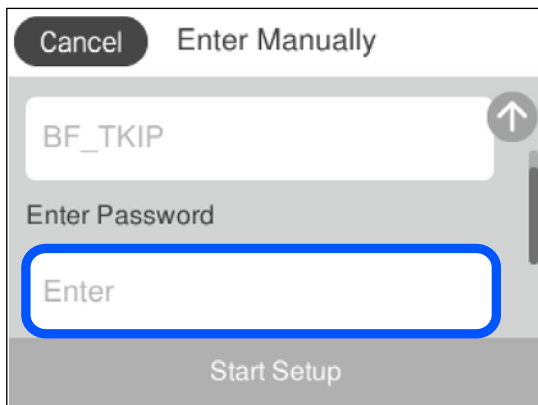 Cancel Enter Manually
BF_TKIP
Enter Password
Enter
Start Setup